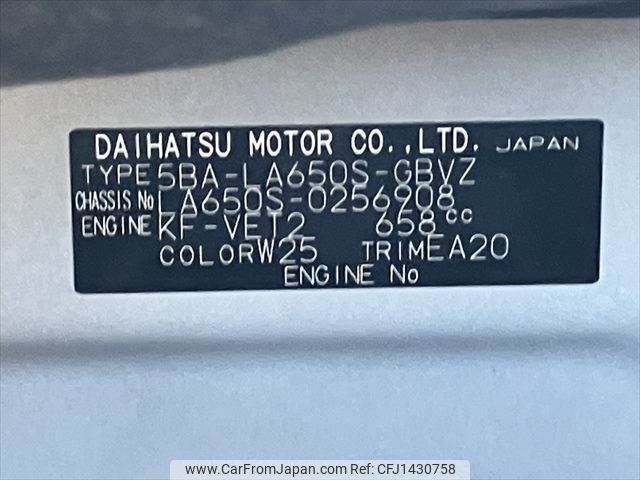 DAIHATSU MOTOR CO.,LTD. JAPAN
TYPE 5BA-LA650S-GBVZ
CHASSIS No LA650S-0256908
ENGINE KF-VET2 658cc
COLOR W25 TRIM EA20
ENGINE No
www.CarFromJapan.com CFJ1430758